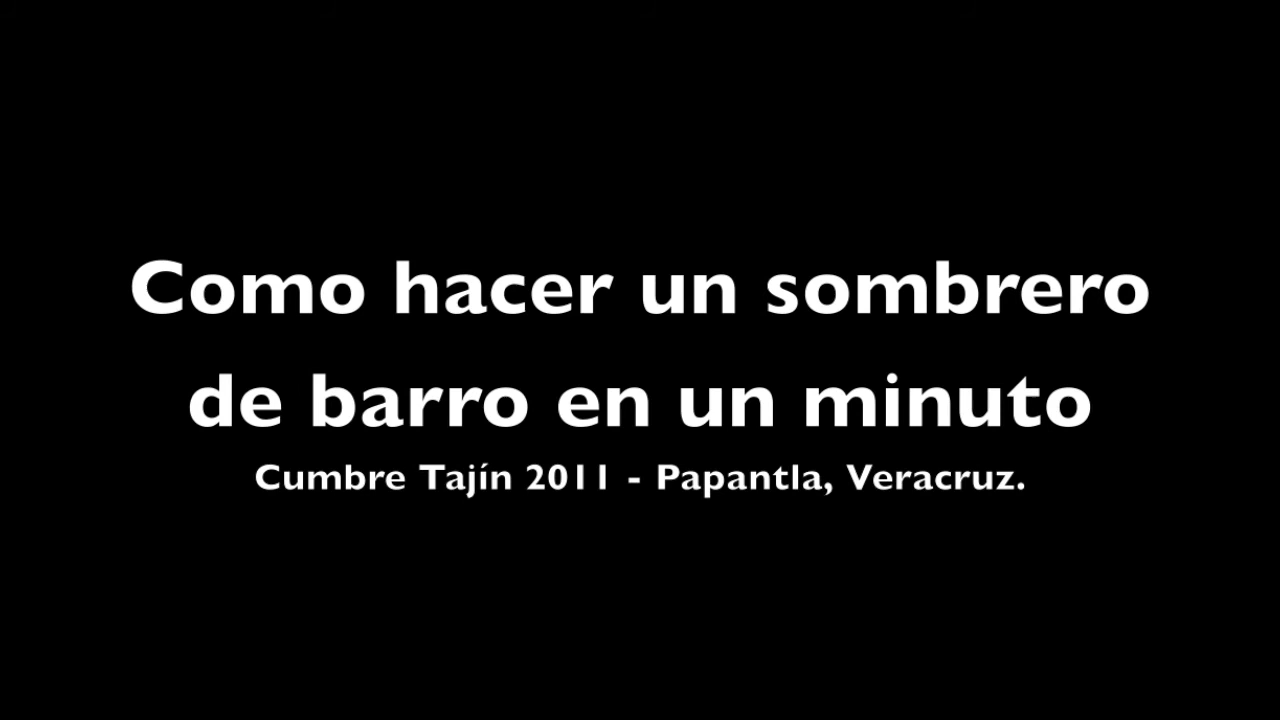 Como hacer un sombrero
de barro en un minuto
Cumbre Tajín 2011 - Papantla, Veracruz.